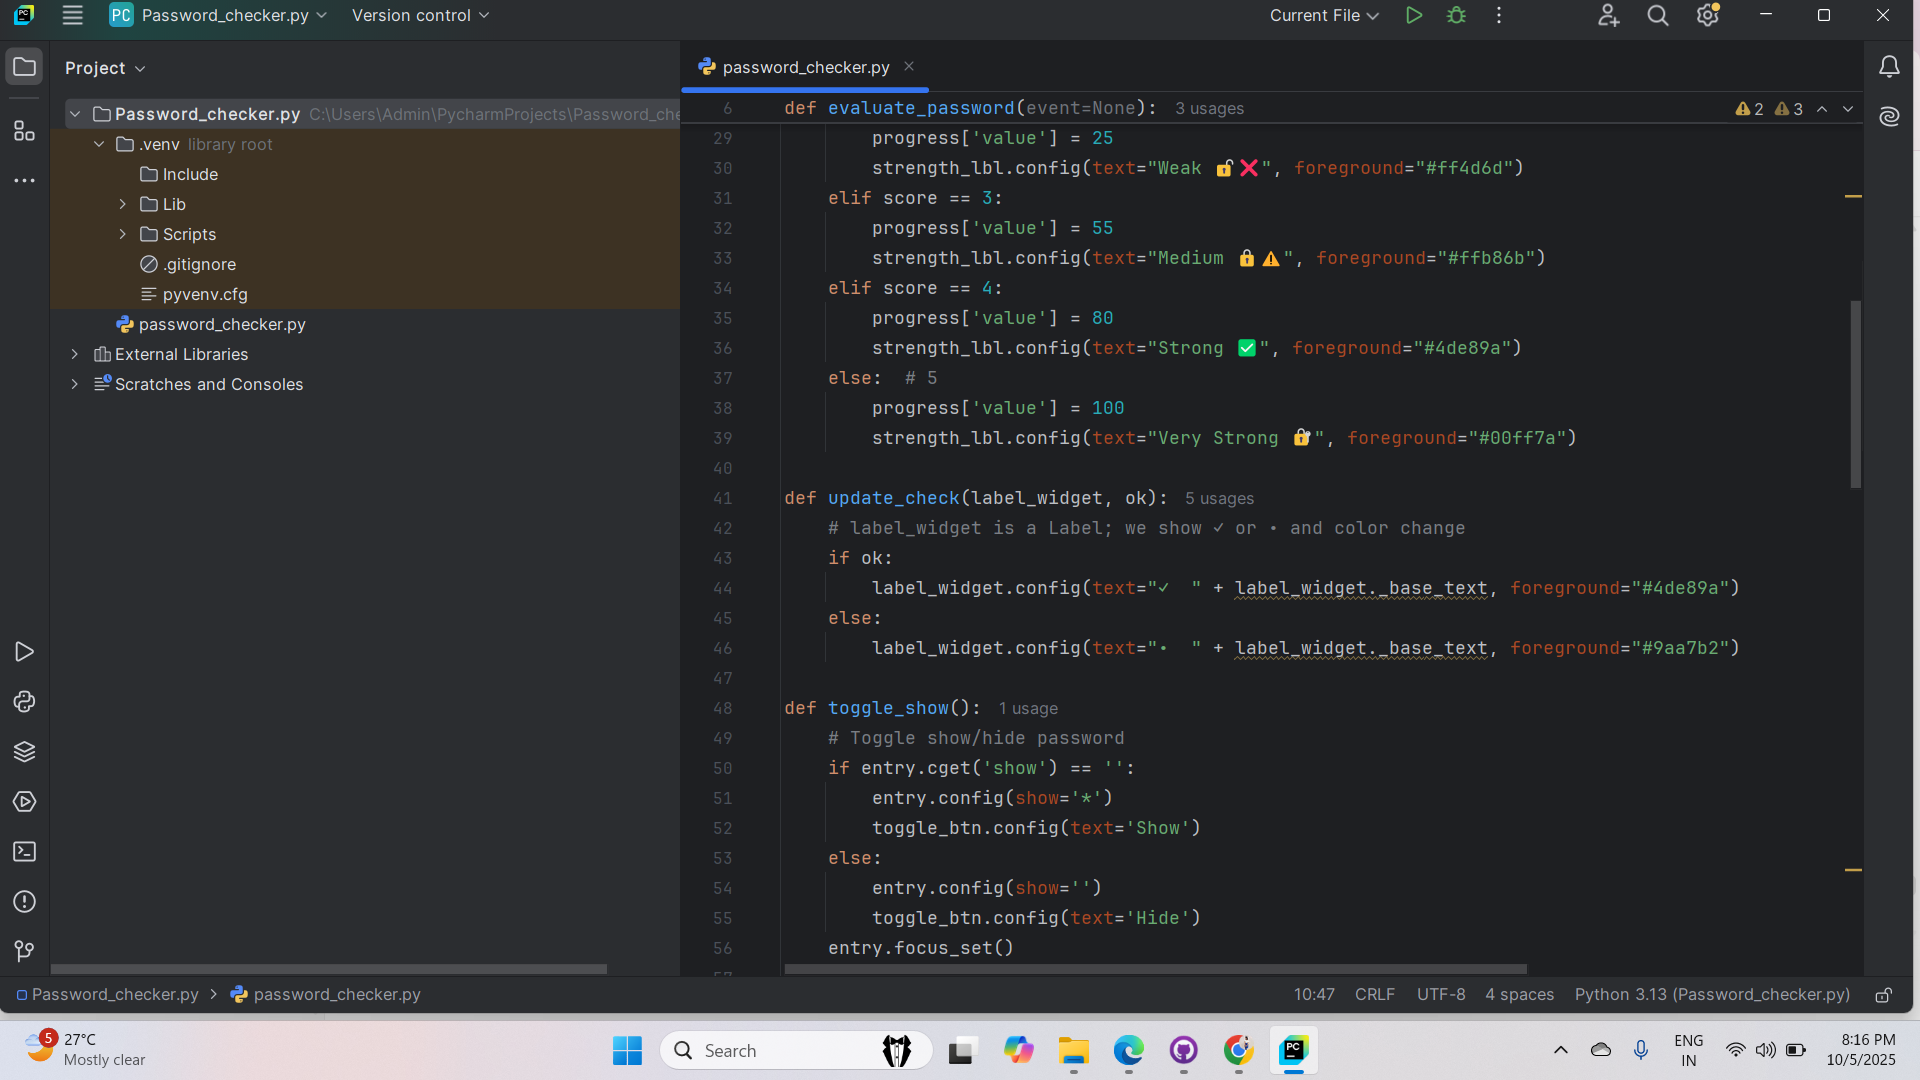 PC Password_checker.py Version control Current File
Project
password_checker.py
Password_checker.py C:\Users\Admin\PycharmProjects\Password_che
.venv library root
Include
Lib
Scripts
.gitignore
pyvenv.cfg
password_checker.py
External Libraries
Scratches and Consoles
6 def evaluate_password(event=None): 3 usages 2 3
29 progress['value'] = 25
30 strength_lbl.config(text="Weak 🔓❌", foreground="#ff4d6d")
31 elif score == 3:
32 progress['value'] = 55
33 strength_lbl.config(text="Medium 🔒⚠️", foreground="#ffb86b")
34 elif score == 4:
35 progress['value'] = 80
36 strength_lbl.config(text="Strong ✅", foreground="#4de89a")
37 else: # 5
38 progress['value'] = 100
39 strength_lbl.config(text="Very Strong 🔐", foreground="#00ff7a")
40
41 def update_check(label_widget, ok): 5 usages
42 # label_widget is a Label; we show ✓ or • and color change
43 if ok:
44 label_widget.config(text="✓  " + label_widget._base_text, foreground="#4de89a")
45 else:
46 label_widget.config(text="•  " + label_widget._base_text, foreground="#9aa7b2")
47
48 def toggle_show(): 1 usage
49 # Toggle show/hide password
50 if entry.cget('show') == '':
51 entry.config(show='*')
52 toggle_btn.config(text='Show')
53 else:
54 entry.config(show='')
55 toggle_btn.config(text='Hide')
56 entry.focus_set()
Password_checker.py > password_checker.py 10:47 CRLF UTF-8 4 spaces Python 3.13 (Password_checker.py)
5 27°C
Mostly clear
Search
PC
ENG
IN
8:16 PM
10/5/2025